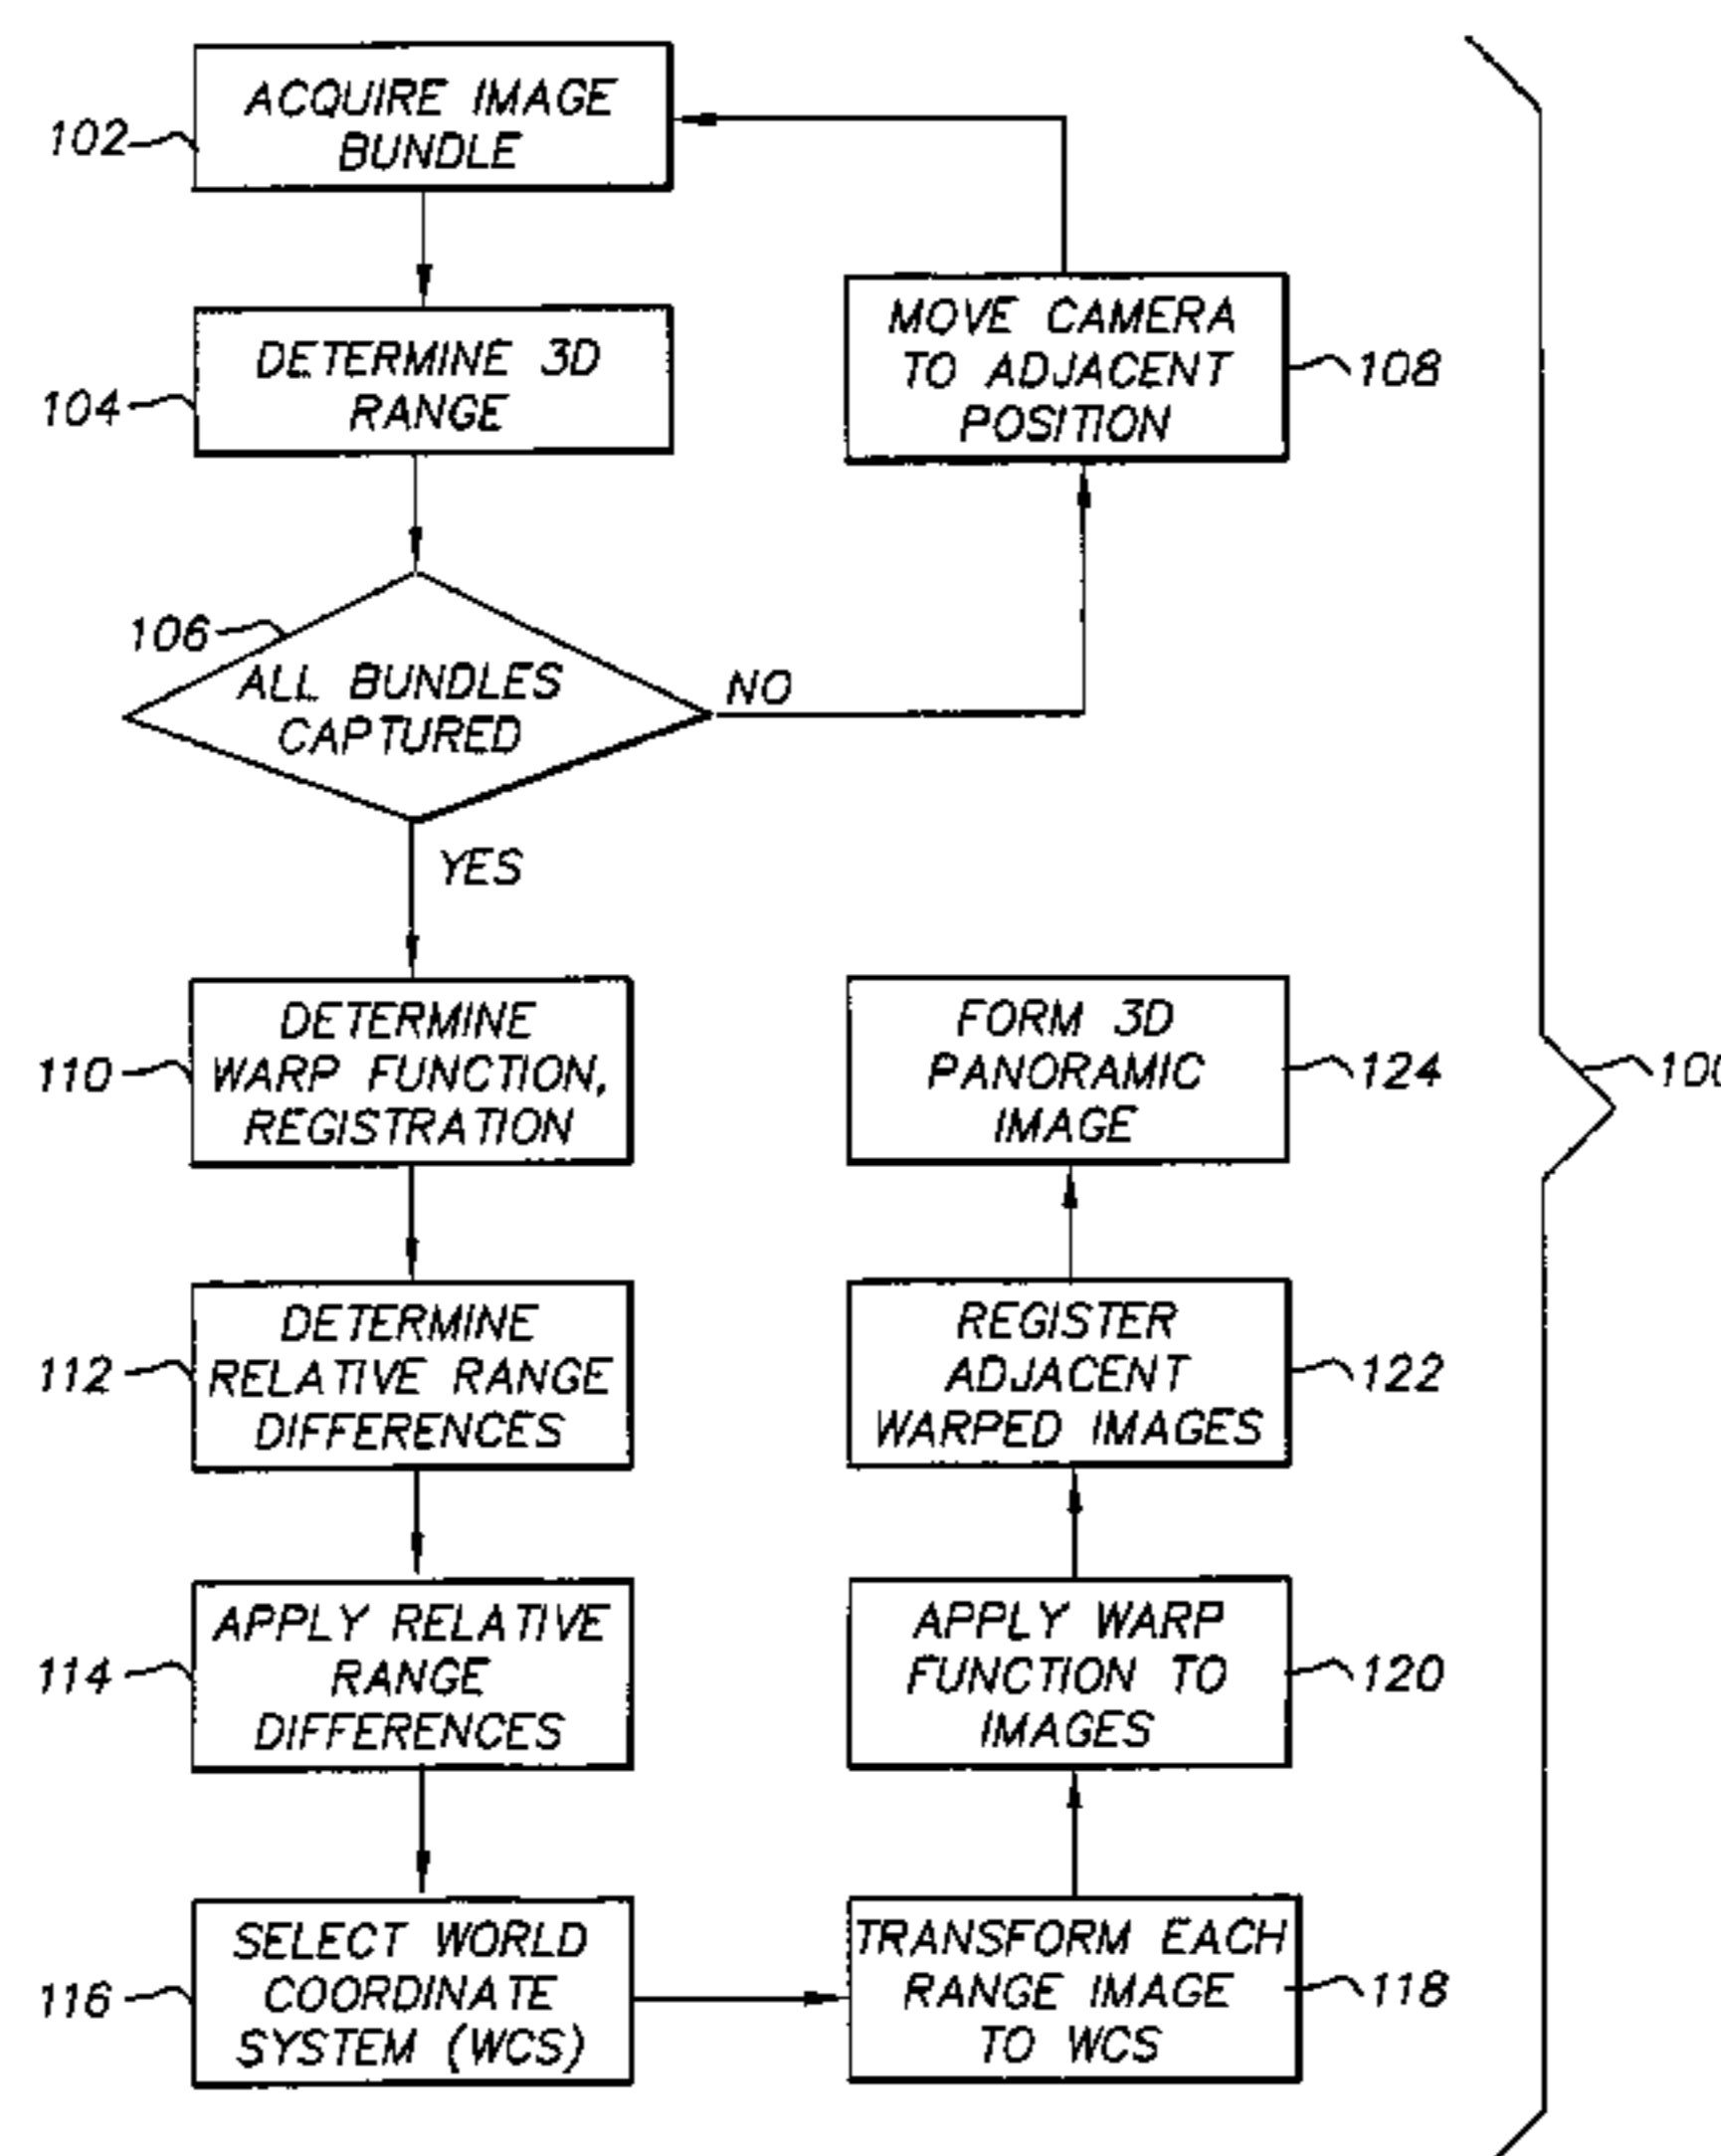 ACQUIRE IMAGE
BUNDLE
102
DETERMINE 3D
RANGE
104
MOVE CAMERA
TO ADJACENT
POSITION
108
106
ALL BUNDLES
CAPTURED
NO
YES
110
DETERMINE
WARP FUNCTION,
REGISTRATION
112
DETERMINE
RELATIVE RANGE
DIFFERENCES
114
APPLY RELATIVE
RANGE
DIFFERENCES
116
SELECT WORLD
COORDINATE
SYSTEM (WCS)
TRANSFORM EACH
RANGE IMAGE
TO WCS
118
APPLY WARP
FUNCTION TO
IMAGES
120
REGISTER
ADJACENT
WARPED IMAGES
122
FORM 3D
PANORAMIC
IMAGE
124
100